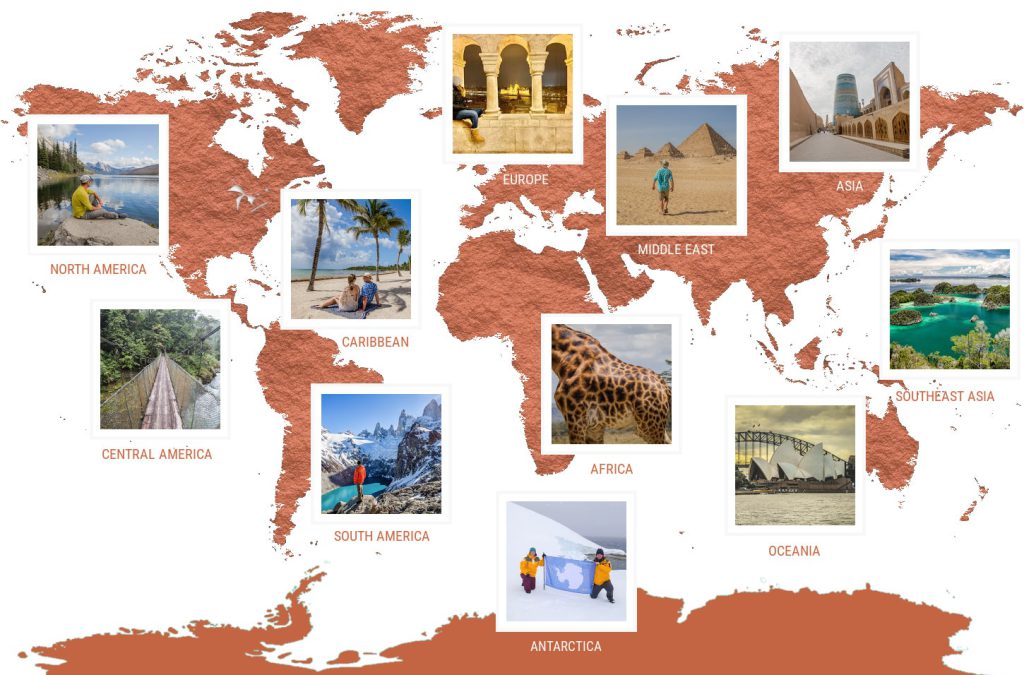 EUROPE
ASIA
MIDDLE EAST
NORTH AMERICA
CARIBBEAN
SOUTHEAST ASIA
CENTRAL AMERICA
AFRICA
SOUTH AMERICA
OCEANIA
ANTARCTICA